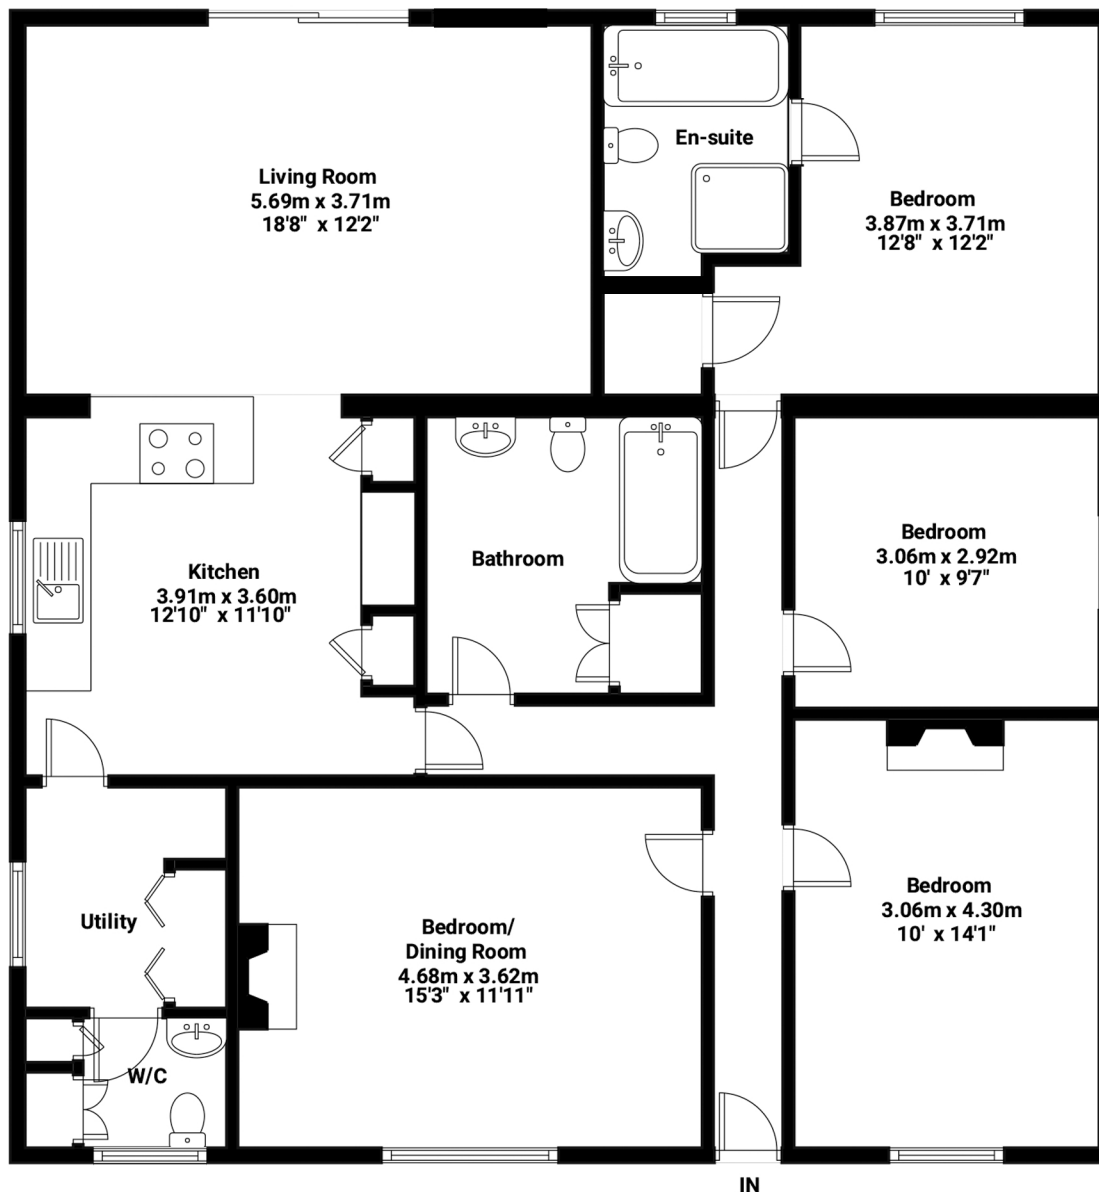 Living Room
5.69m x 3.71m
18'8" x 12'2"
En-suite
Bedroom
3.87m x 3.71m
12'8" x 12'2"
Kitchen
3.91m x 3.60m
12'10" x 11'10"
Bathroom
Bedroom
3.06m x 2.92m
10' x 9'7"
Utility
Bedroom/
Dining Room
4.68m x 3.62m
15'3" x 11'11"
Bedroom
3.06m x 4.30m
10' x 14'1"
W/C
IN